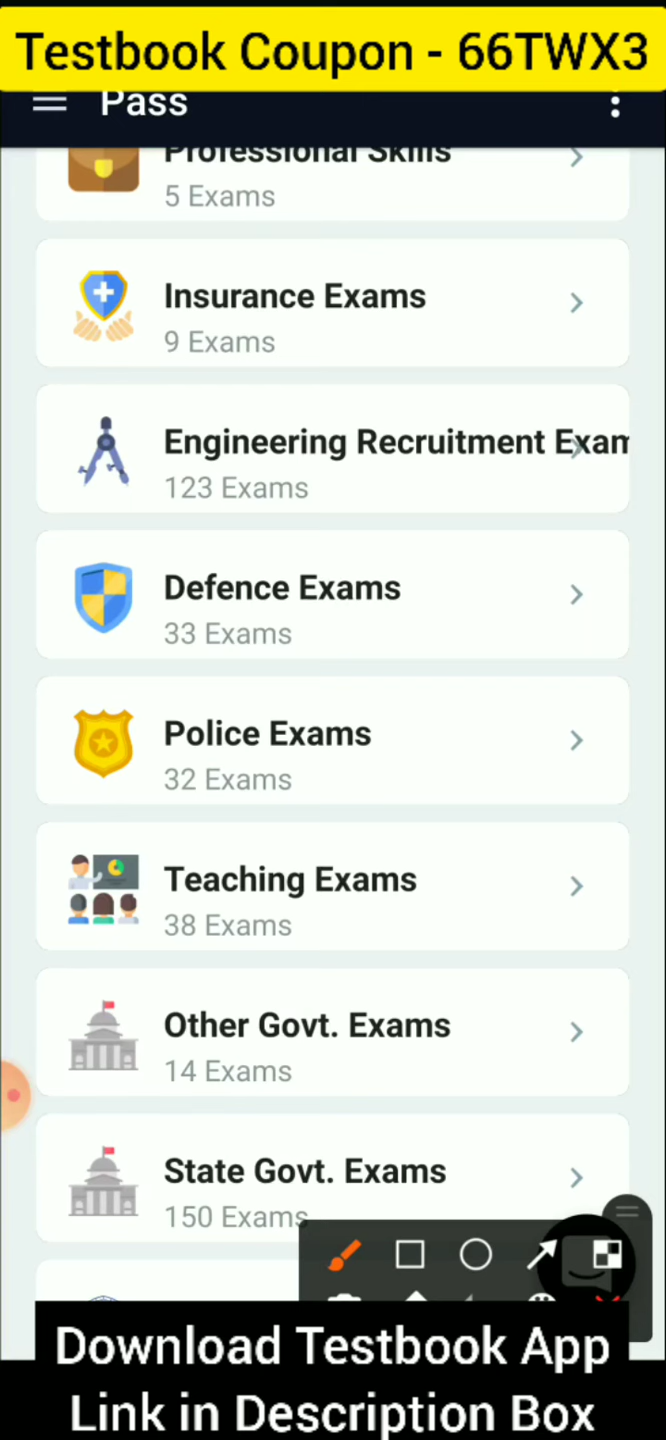 Testbook Coupon - 66TWX3
Pass
Professional Skills
5 Exams
Insurance Exams
9 Exams
Engineering Recruitment Exam
123 Exams
Defence Exams
33 Exams
Police Exams
32 Exams
Teaching Exams
38 Exams
Other Govt. Exams
14 Exams
State Govt. Exams
150 Exams
Download Testbook App
Link in Description Box